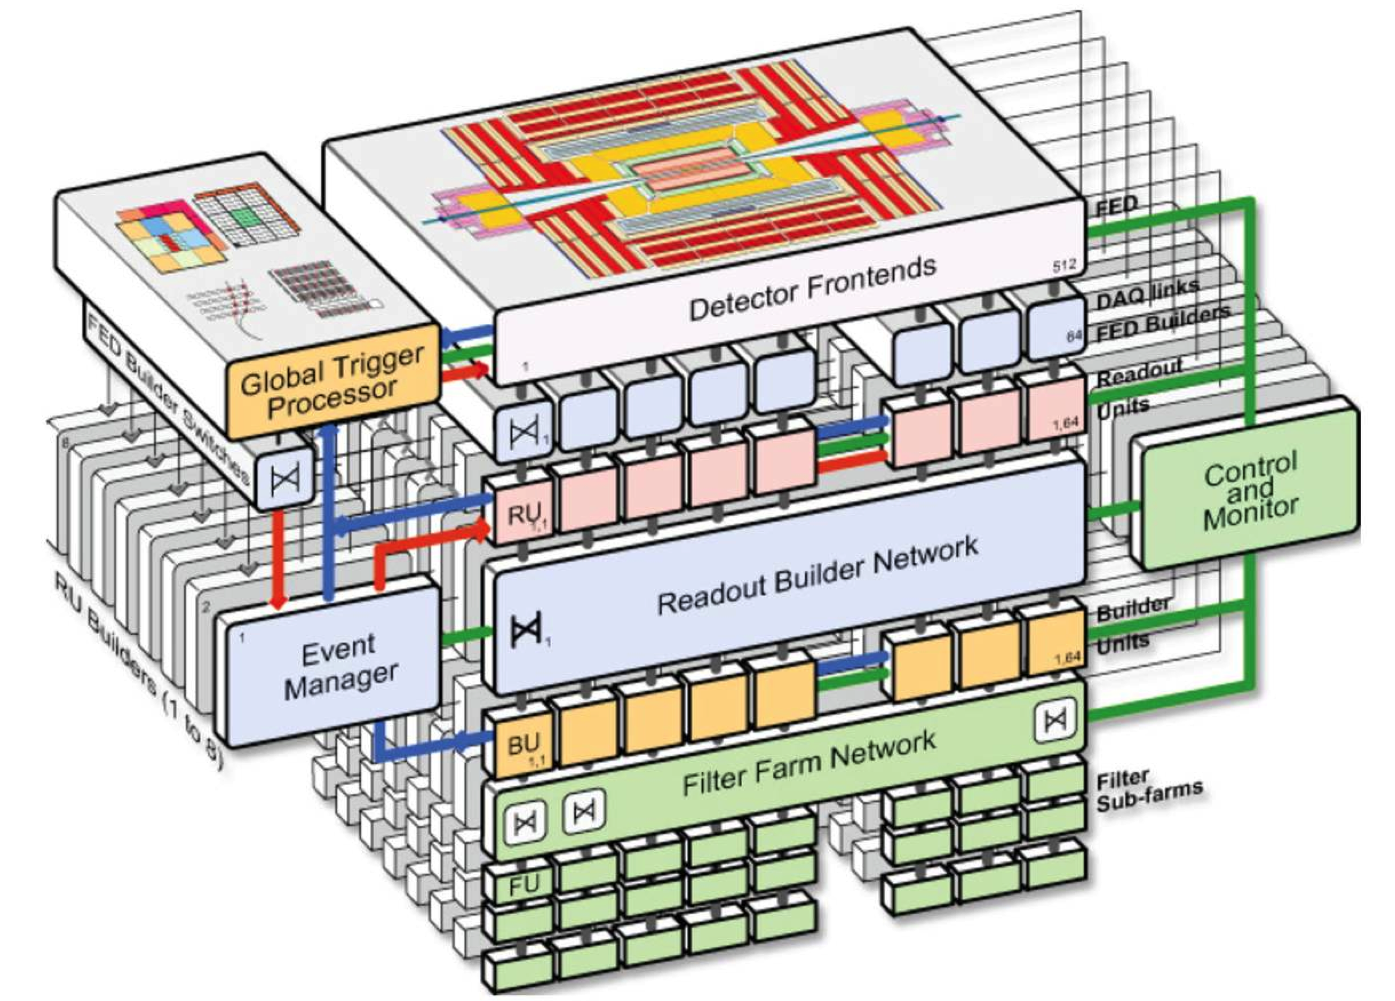 FED
Detector Frontends
512
1
DAQ links
FED Builders
64
1
FED Builder Switches
Global Trigger
Processor
Readout
Units
1,64
RU
1,1
8
2
Control
and
Monitor
Readout Builder Network
1
1
Event
Manager
RU Builders (1 to 8)
Builder
Units
1,64
BU
1,1
Filter Farm Network
Filter
Sub-farms
FU